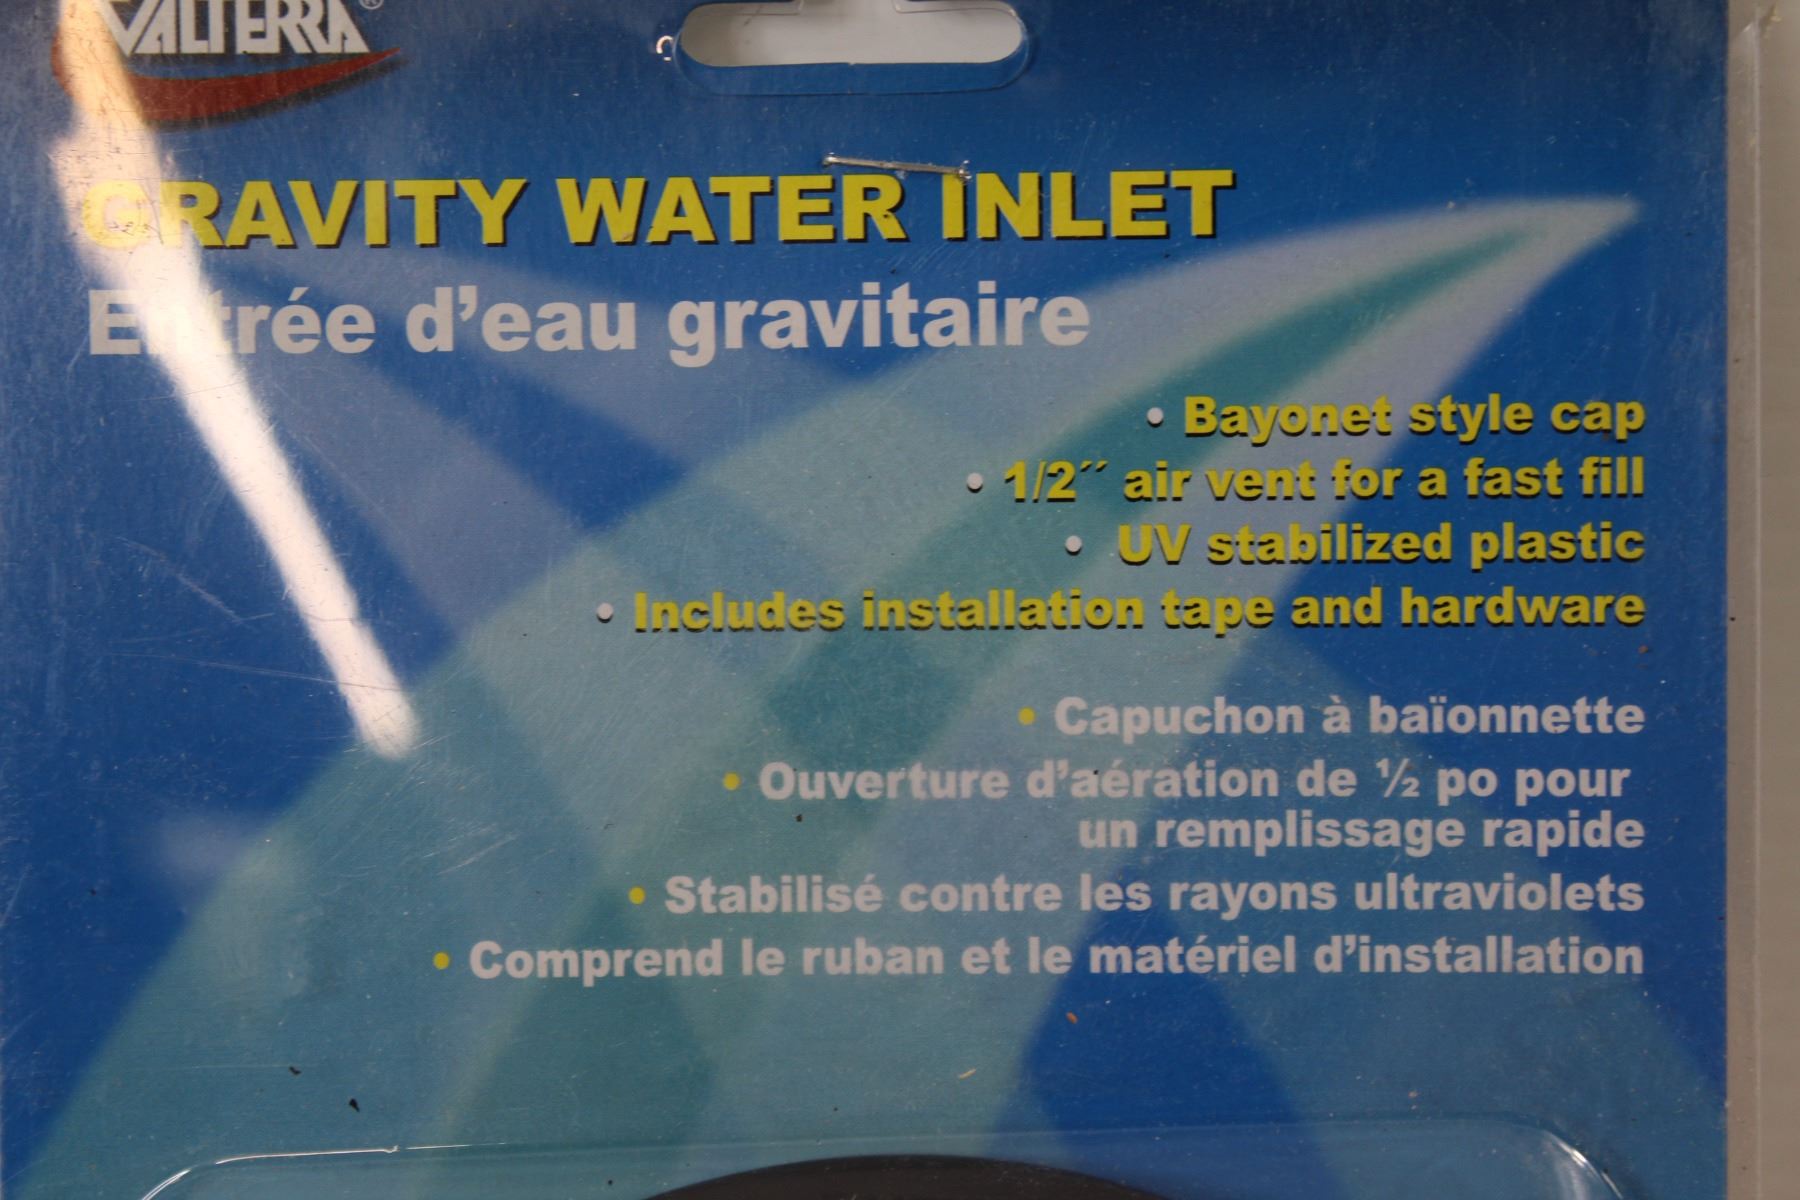 VALTERRA®
GRAVITY WATER INLET
Entrée d'eau gravitaire
• Bayonet style cap
• 1/2´´ air vent for a fast fill
• UV stabilized plastic
• Includes installation tape and hardware
• Capuchon à baïonnette
• Ouverture d'aération de ½ po pour
un remplissage rapide
• Stabilisé contre les rayons ultraviolets
• Comprend le ruban et le matériel d'installation